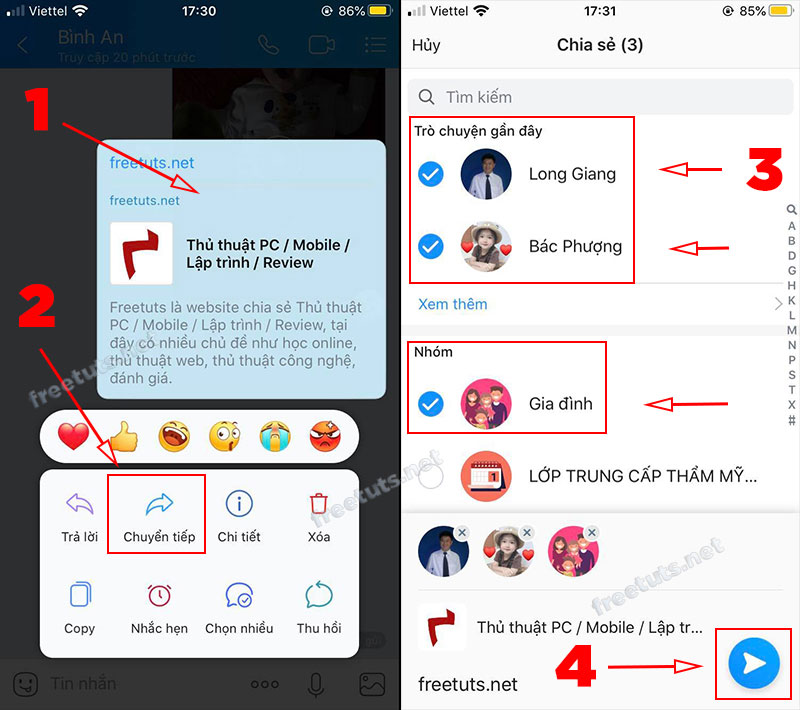 Viettel 17:30 86%
Bình An
Truy cập 20 phút trước
1
freetuts.net
freetuts.net
Thủ thuật PC / Mobile /
Lập trình / Review
Freetuts là website chia sẻ Thủ thuật
PC / Mobile / Lập trình / Review, tại
đây có nhiều chủ đề như học online,
thủ thuật web, thủ thuật công nghệ,
đánh giá.
2
freetuts.net
Trả lời Chuyển tiếp Chi tiết Xóa
Copy Nhắc hẹn Chọn nhiều Thu hồi
gửi
Tin nhắn
Viettel 17:31 85%
Hủy Chia sẻ (3)
Tìm kiếm
Trò chuyện gần đây
Long Giang
3
Bác Phượng
Xem thêm
Nhóm
Gia đình
LỚP TRUNG CẤP THẨM MỸ...
A
B
D
G
H
K
L
M
N
P
S
T
X
#
freetuts.net
freetuts.net
Thủ thuật PC / Mobile / Lập tr...
4
freetuts.net